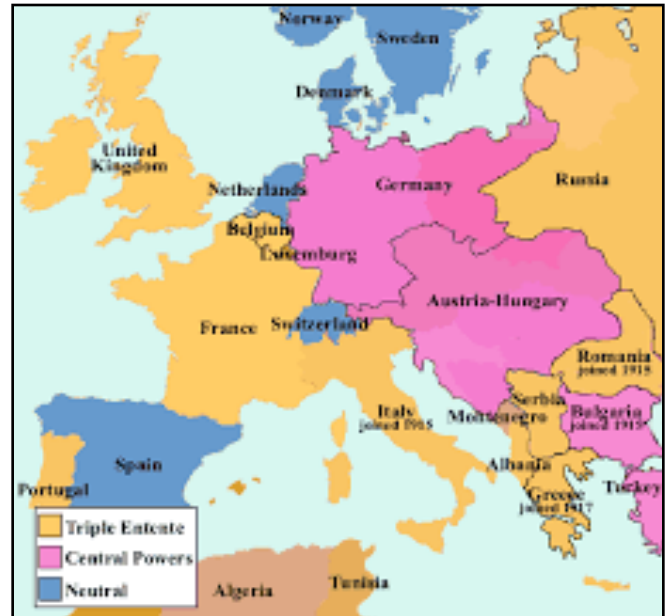 Norway
Sweden
Denmark
United
Kingdom
Netherlands
Germany
Russia
Belgium
Luxemburg
Austria-Hungary
France
Switzerland
Romania
joined 1915
Serbia
Italy
joined 1915
Montenegro
Bulgaria
joined 1915
Spain
Albania
Portugal
Greece
joined 1917
Turkey
Triple Entente
Central Powers
Neutral
Algeria
Tunisia